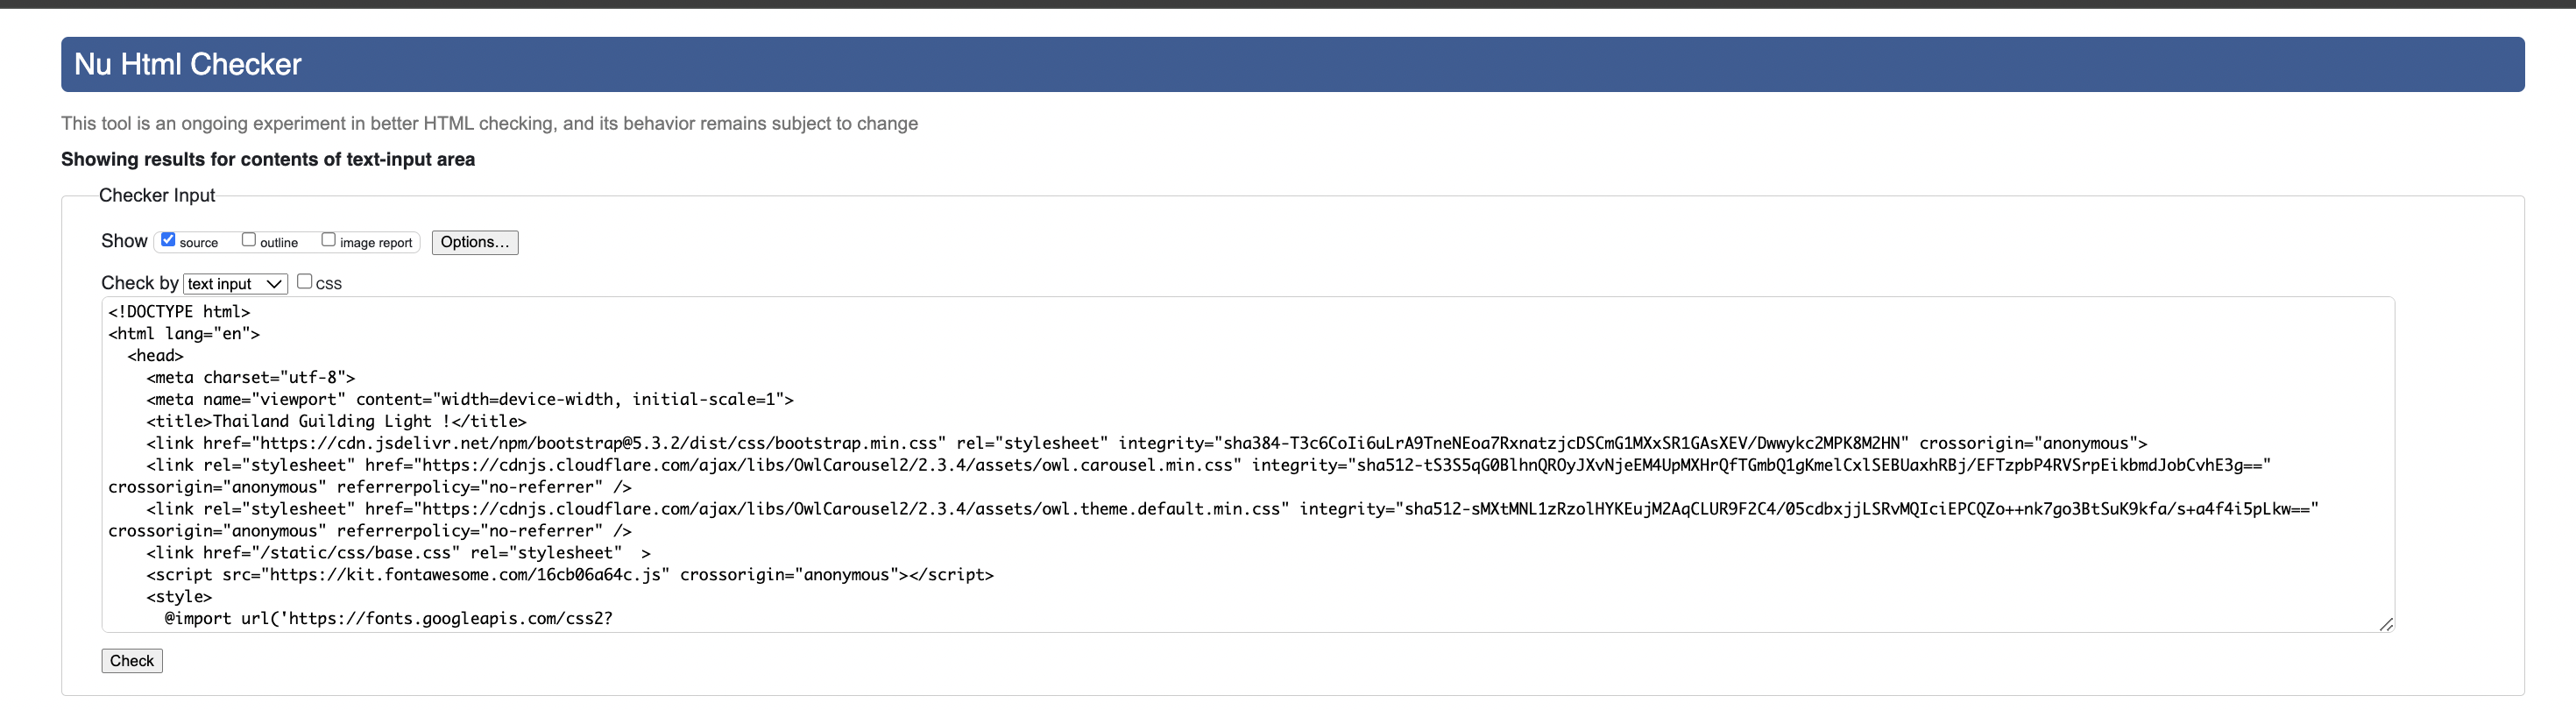 Nu Html Checker
This tool is an ongoing experiment in better HTML checking, and its behavior remains subject to change
Showing results for contents of text-input area
Checker Input
Show source outline image report Options...
Check by text input css
<!DOCTYPE html>
<html lang="en">
<head>
<meta charset="utf-8">
<meta name="viewport" content="width=device-width, initial-scale=1">
<title>Thailand Guilding Light !</title>
<link href="https://cdn.jsdelivr.net/npm/bootstrap@5.3.2/dist/css/bootstrap.min.css" rel="stylesheet" integrity="sha384-T3c6CoIi6uLrA9TneNEoa7RxnatzjcDSCmG1MXxSR1GAsXEV/Dwwykc2MPK8M2HN" crossorigin="anonymous">
<link rel="stylesheet" href="https://cdnjs.cloudflare.com/ajax/libs/OwlCarousel2/2.3.4/assets/owl.carousel.min.css" integrity="sha512-tS3S5qG0BlhnQROyJXvNjeEM4UpMXHrQfTGmbQ1gKmelCxlSEBUaxhRBj/EFTzpbP4RVSrpEikbmdJobCvhE3g=="
crossorigin="anonymous" referrerpolicy="no-referrer" />
<link rel="stylesheet" href="https://cdnjs.cloudflare.com/ajax/libs/OwlCarousel2/2.3.4/assets/owl.theme.default.min.css" integrity="sha512-sMXtMNL1zRzolHYKEujM2AqCLUR9F2C4/05cdbxjjLSRvMQIciEPCQZo++nk7go3BtSuK9kfa/s+a4f4i5pLkw=="
crossorigin="anonymous" referrerpolicy="no-referrer" />
<link href="/static/css/base.css" rel="stylesheet"  >
<script src="https://kit.fontawesome.com/16cb06a64c.js" crossorigin="anonymous"></script>
<style>
@import url('https://fonts.googleapis.com/css2?
Check